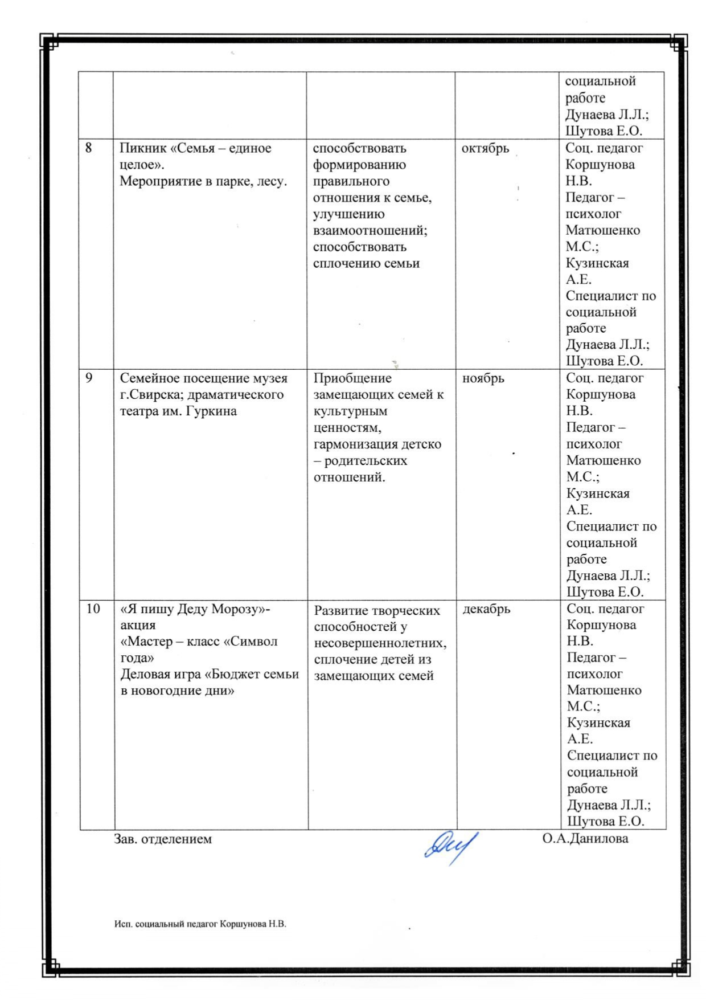 социальной
работе
Дунаева Л.Л.;
Шутова Е.О.
8
Пикник «Семья – единое
целое».
Мероприятие в парке, лесу.
способствовать
формированию
правильного
отношения к семье,
улучшению
взаимоотношений;
способствовать
сплочению семьи
октябрь
Соц. педагог
Коршунова
Н.В.
Педагог –
психолог
Матюшенко
М.С.;
Кузинская
А.Е.
Специалист по
социальной
работе
Дунаева Л.Л.;
Шутова Е.О.
9
Семейное посещение музея
г.Свирска; драматического
театра им. Гуркина
Приобщение
замещающих семей к
культурным
ценностям,
гармонизация детско
– родительских
отношений.
ноябрь
Соц. педагог
Коршунова
Н.В.
Педагог –
психолог
Матюшенко
М.С.;
Кузинская
А.Е.
Специалист по
социальной
работе
Дунаева Л.Л.;
Шутова Е.О.
10
«Я пишу Деду Морозу»-
акция
«Мастер – класс «Символ
года»
Деловая игра «Бюджет семьи
в новогодние дни»
Развитие творческих
способностей у
несовершеннолетних,
сплочение детей из
замещающих семей
декабрь
Соц. педагог
Коршунова
Н.В.
Педагог –
психолог
Матюшенко
М.С.;
Кузинская
А.Е.
Специалист по
социальной
работе
Дунаева Л.Л.;
Шутова Е.О.
Зав. отделением О.А.Данилова
Исп. социальный педагог Коршунова Н.В.